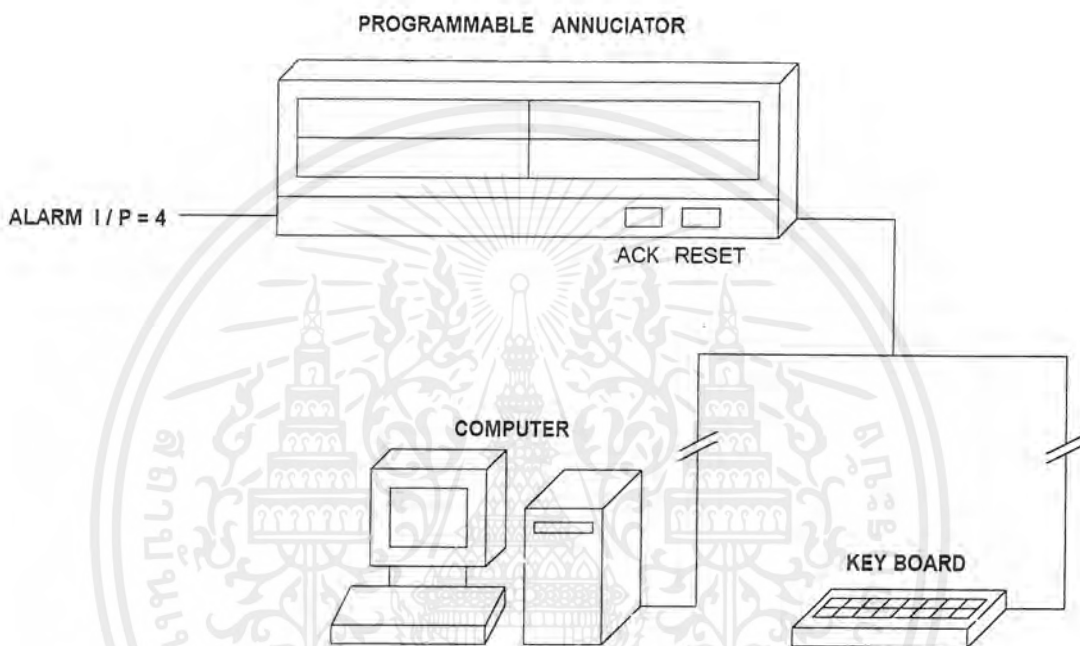 PROGRAMMABLE ANNUCIATOR
ALARM I / P = 4
ACK RESET
COMPUTER
KEY BOARD